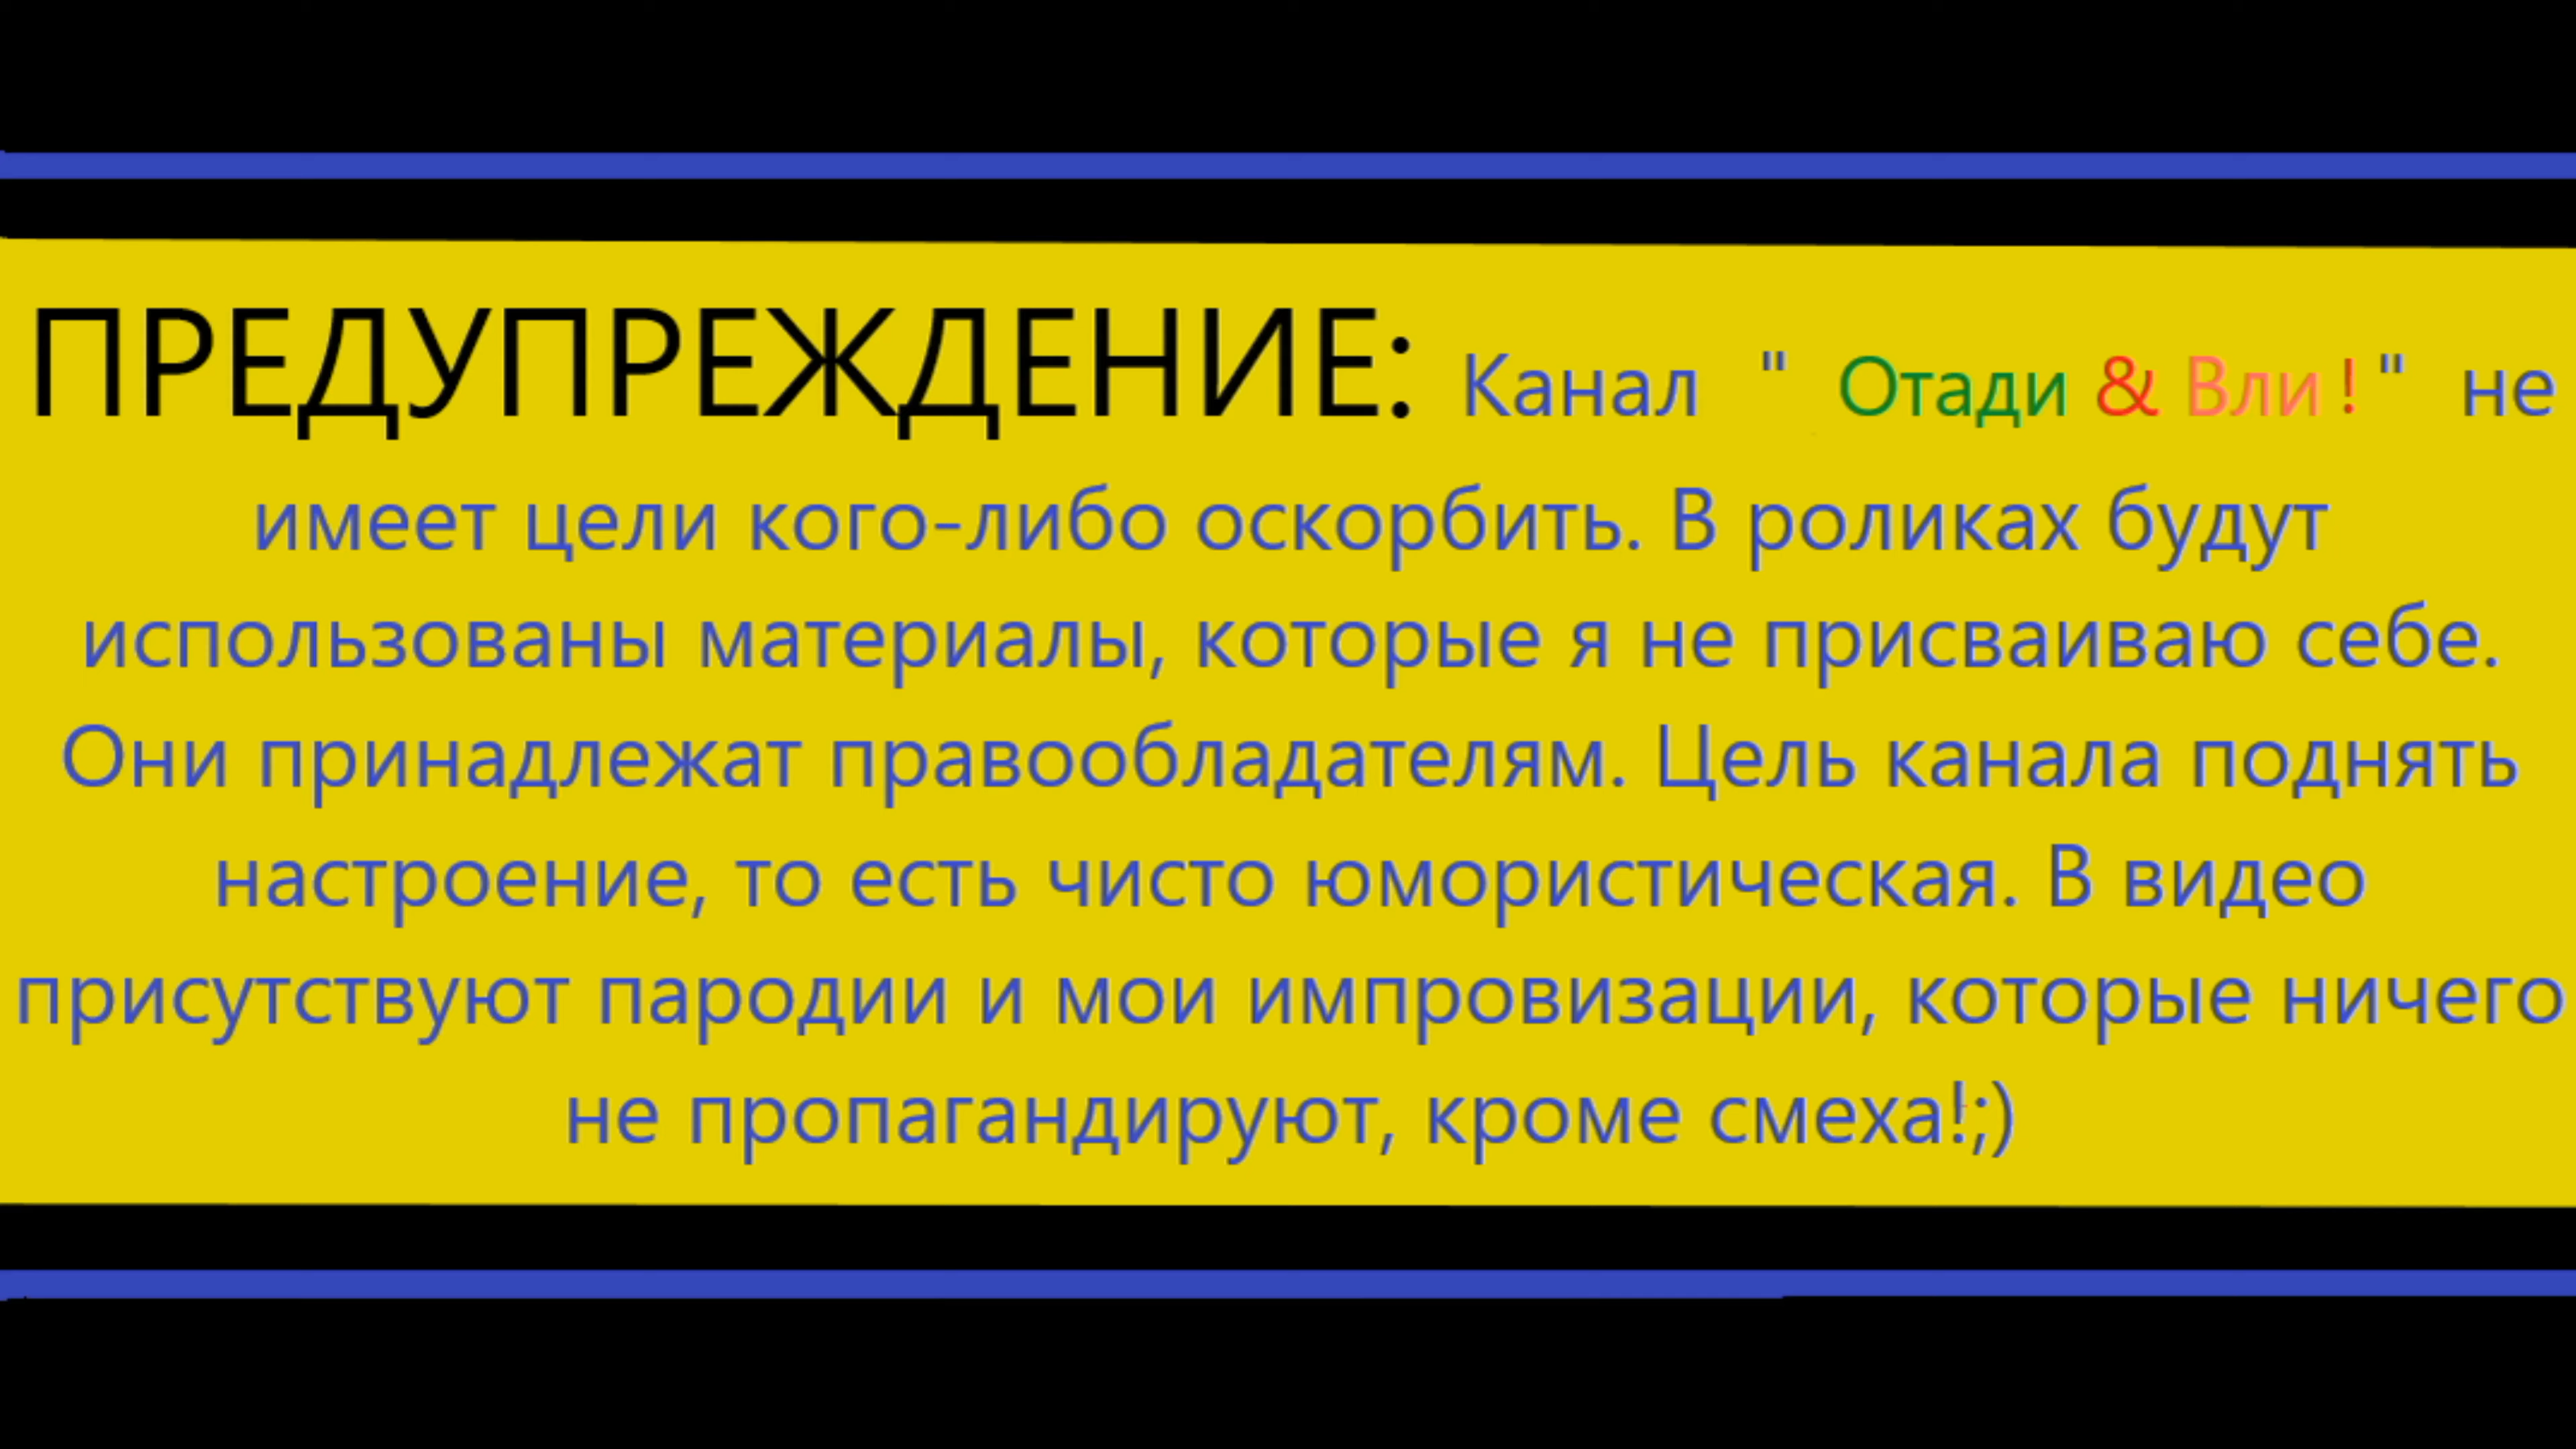 ПРЕДУПРЕЖДЕНИЕ: Канал " Отади & Вли ! " не
имеет цели кого-либо оскорбить. В роликах будут
использованы материалы, которые я не присваиваю себе.
Они принадлежат правообладателям. Цель канала поднять
настроение, то есть чисто юмористическая. В видео
присутствуют пародии и мои импровизации, которые ничего
не пропагандируют, кроме смеха!;)